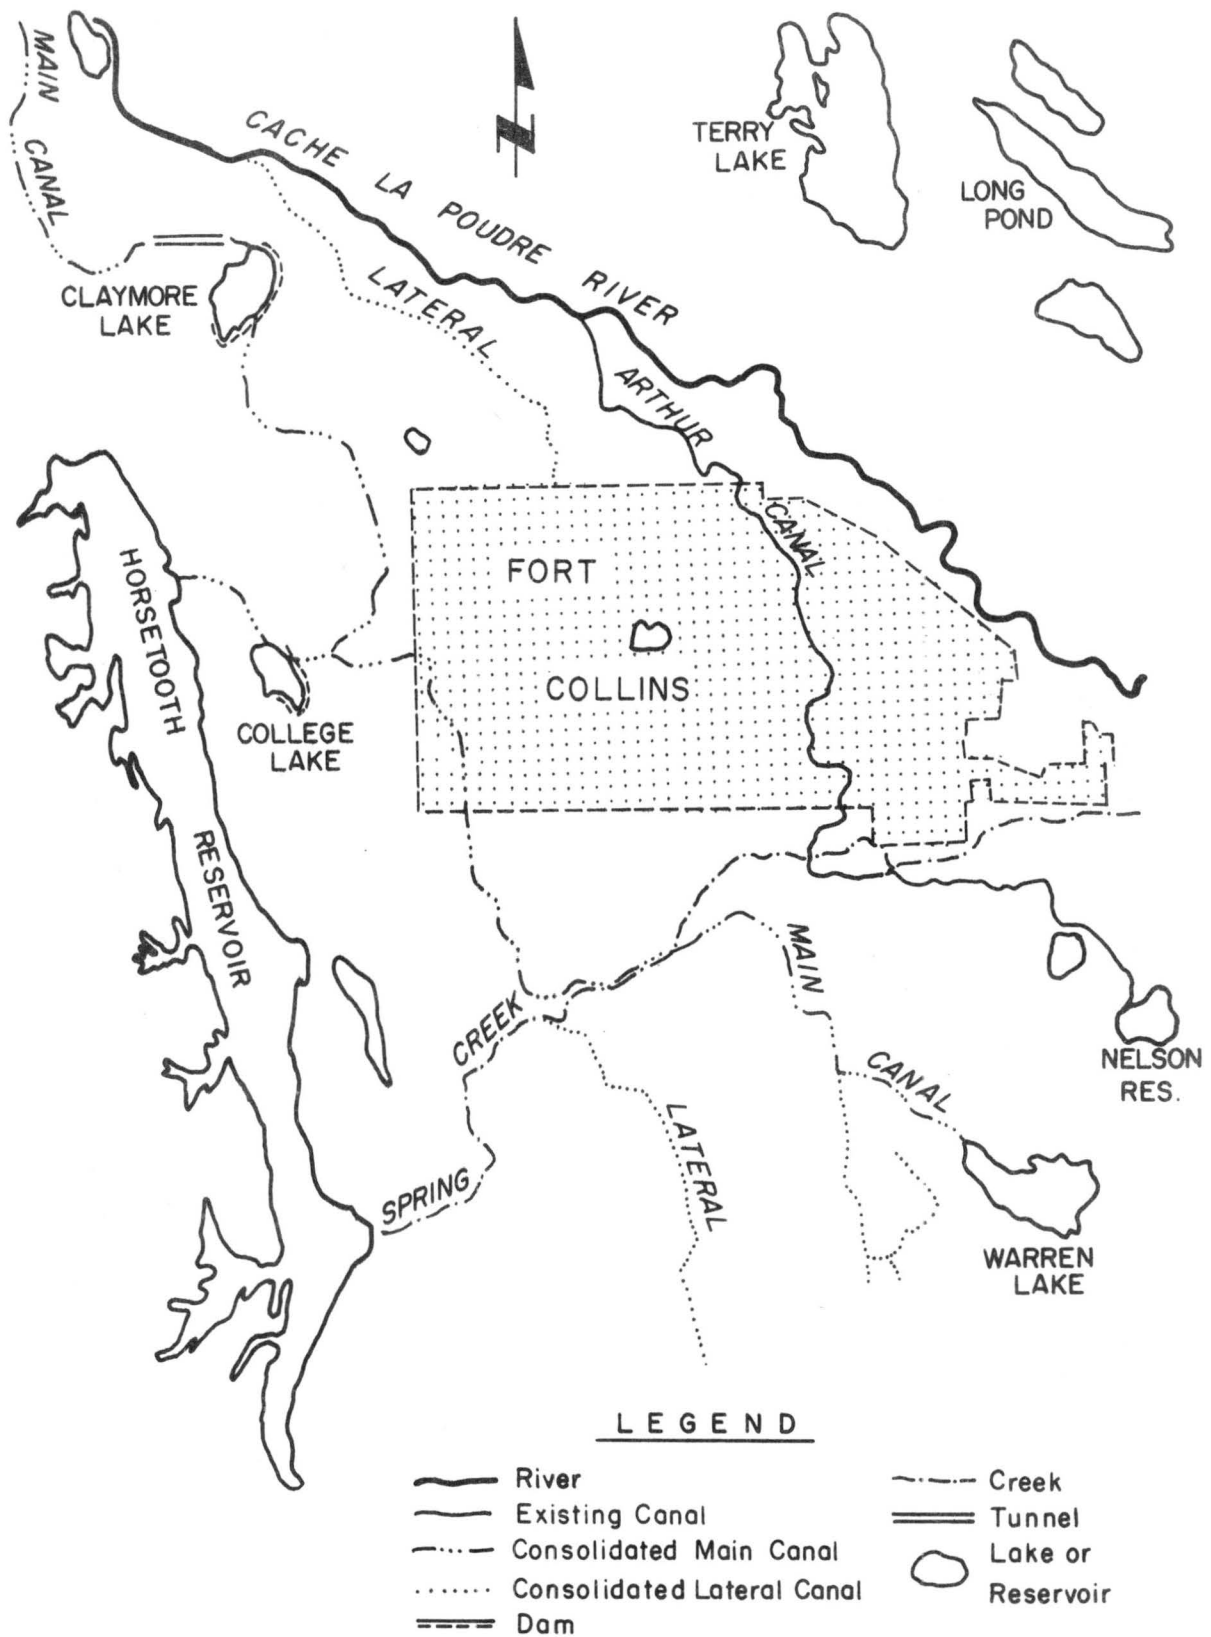 MAIN
CANAL
CACHE LA POUDRE RIVER
TERRY
LAKE
LONG
POND
CLAYMORE
LAKE
LATERAL
ARTHUR
CANAL
FORT
COLLINS
HORSETOOTH
RESERVOIR
COLLEGE
LAKE
MAIN
CANAL
CREEK
SPRING
LATERAL
NELSON
RES.
WARREN
LAKE
LEGEND
River
Existing Canal
Consolidated Main Canal
Consolidated Lateral Canal
Dam
Creek
Tunnel
Lake or
Reservoir